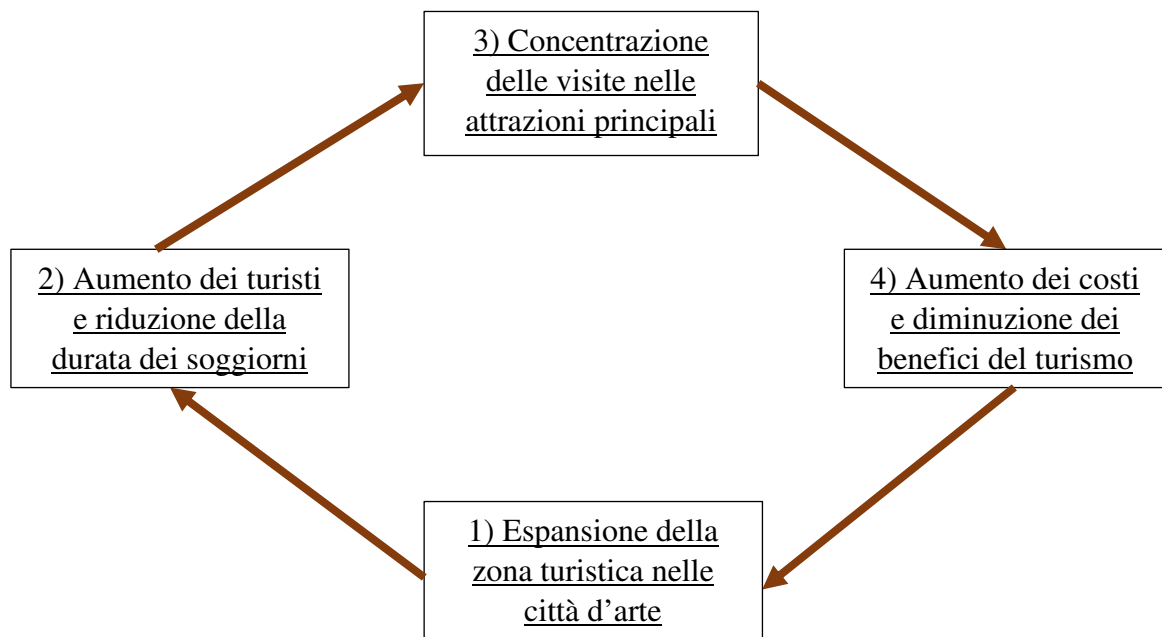 3) Concentrazione
delle visite nelle
attrazioni principali
2) Aumento dei turisti
e riduzione della
durata dei soggiorni
4) Aumento dei costi
e diminuzione dei
benefici del turismo
1) Espansione della
zona turistica nelle
città d’arte